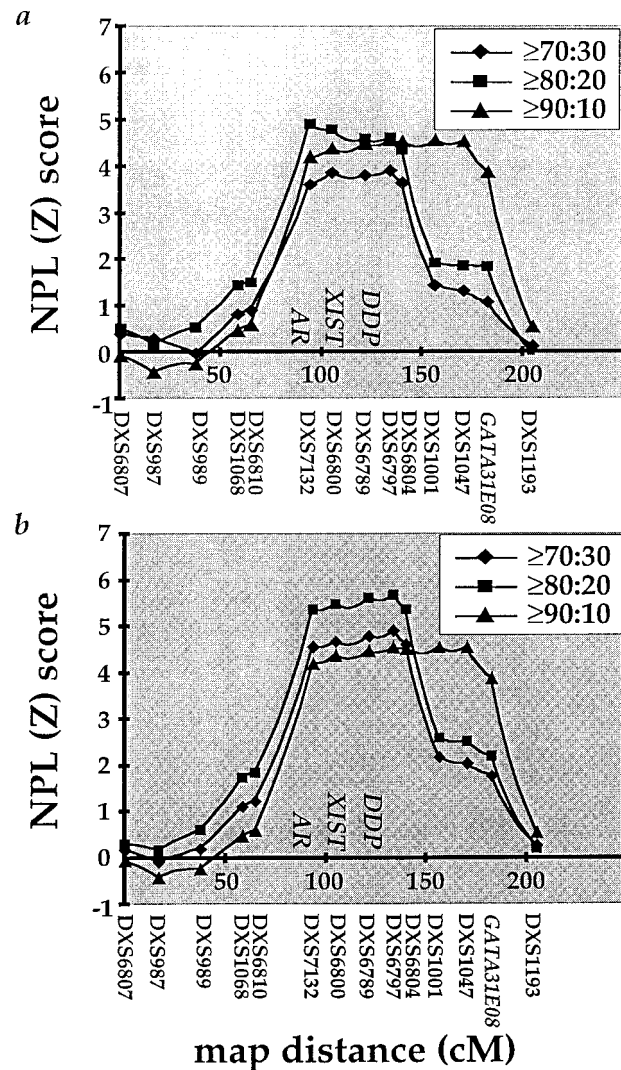 a
7
6
5
4
3
2
1
0
-1
NPL (Z) score
≥70:30
≥80:20
≥90:10
AR
XIST
DDP
50
100
150
200
DXS6807
DXS987
DXS989
DXS1068
DXS6810
DXS7132
DXS6800
DXS6789
DXS6797
DXS6804
DXS1001
DXS1047
GATA31E08
DXS1193
b
7
6
5
4
3
2
1
0
-1
NPL (Z) score
≥70:30
≥80:20
≥90:10
AR
XIST
DDP
50
100
150
200
DXS6807
DXS987
DXS989
DXS1068
DXS6810
DXS7132
DXS6800
DXS6789
DXS6797
DXS6804
DXS1001
DXS1047
GATA31E08
DXS1193
map distance (cM)